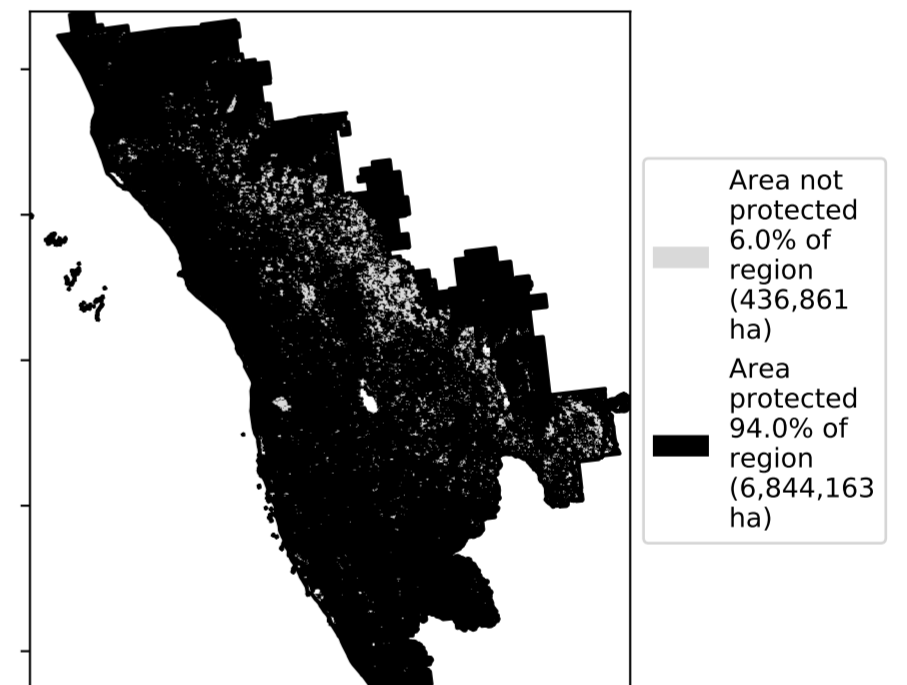 Area not
protected
6.0% of
region
(436,861
ha)
Area
protected
94.0% of
region
(6,844,163
ha)